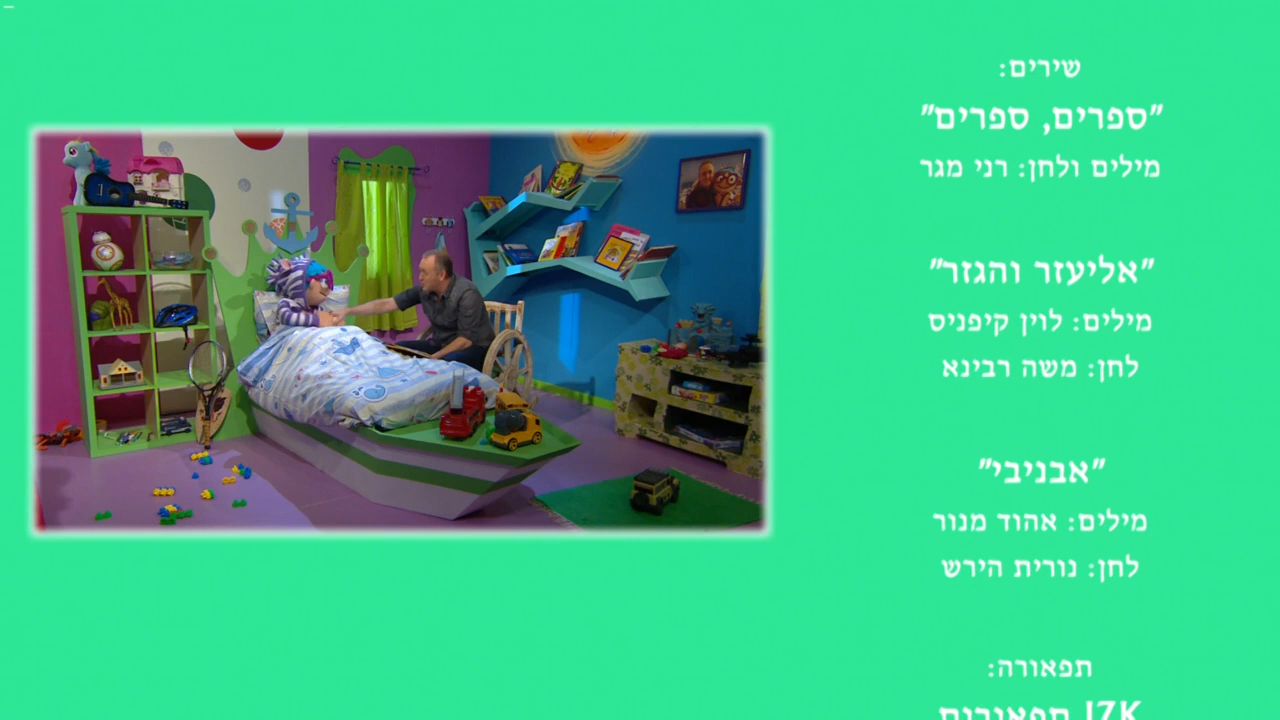 שירים:
"ספרים, ספרים"
מילים ולחן: רני מגר
"אליעזר והגזר"
מילים: לוין קיפניס
לחן: משה רבינא
"אבניבי"
מילים: אהוד מנור
לחן: נורית הירש
תפאורה:
תפאורות